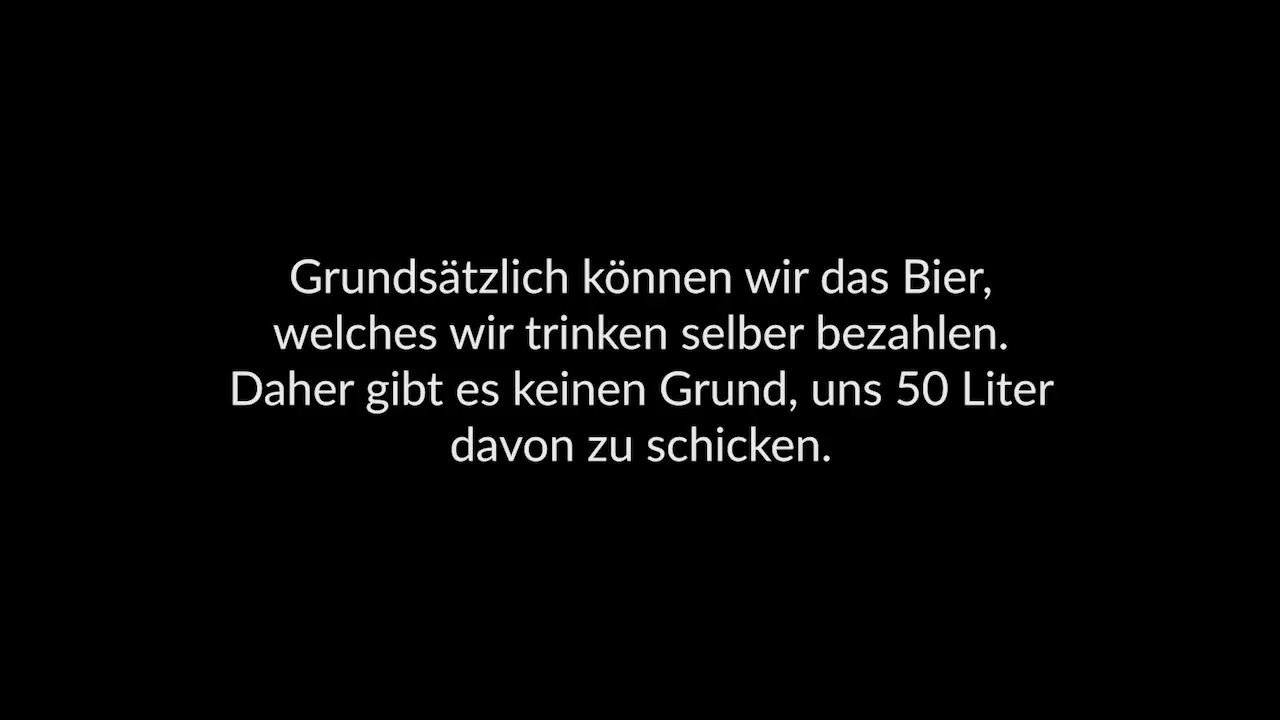 Grundsätzlich können wir das Bier,
welches wir trinken selber bezahlen.
Daher gibt es keinen Grund, uns 50 Liter
davon zu schicken.